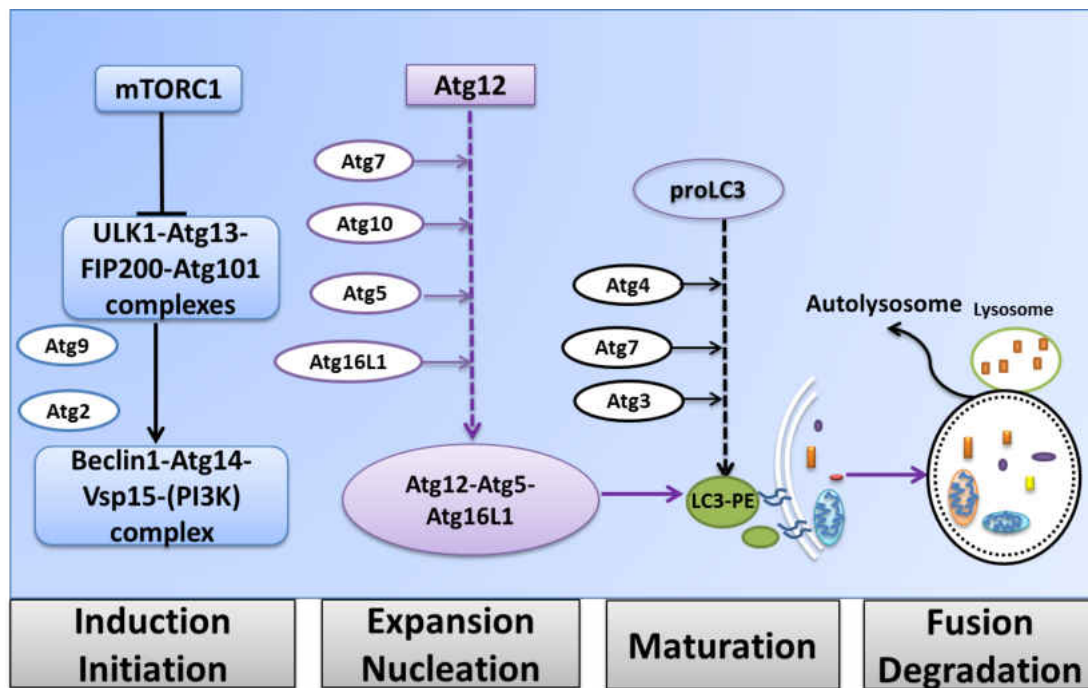 mTORC1
ULK1-Atg13-
FIP200-Atg101
complexes
Atg9
Atg2
Beclin1-Atg14-
Vsp15-(PI3K)
complex
Atg12
Atg7
Atg10
Atg5
Atg16L1
Atg12-Atg5-
Atg16L1
proLC3
Atg4
Atg7
Atg3
LC3-PE
Autolysosome
Lysosome
Induction
Initiation
Expansion
Nucleation
Maturation
Fusion
Degradation